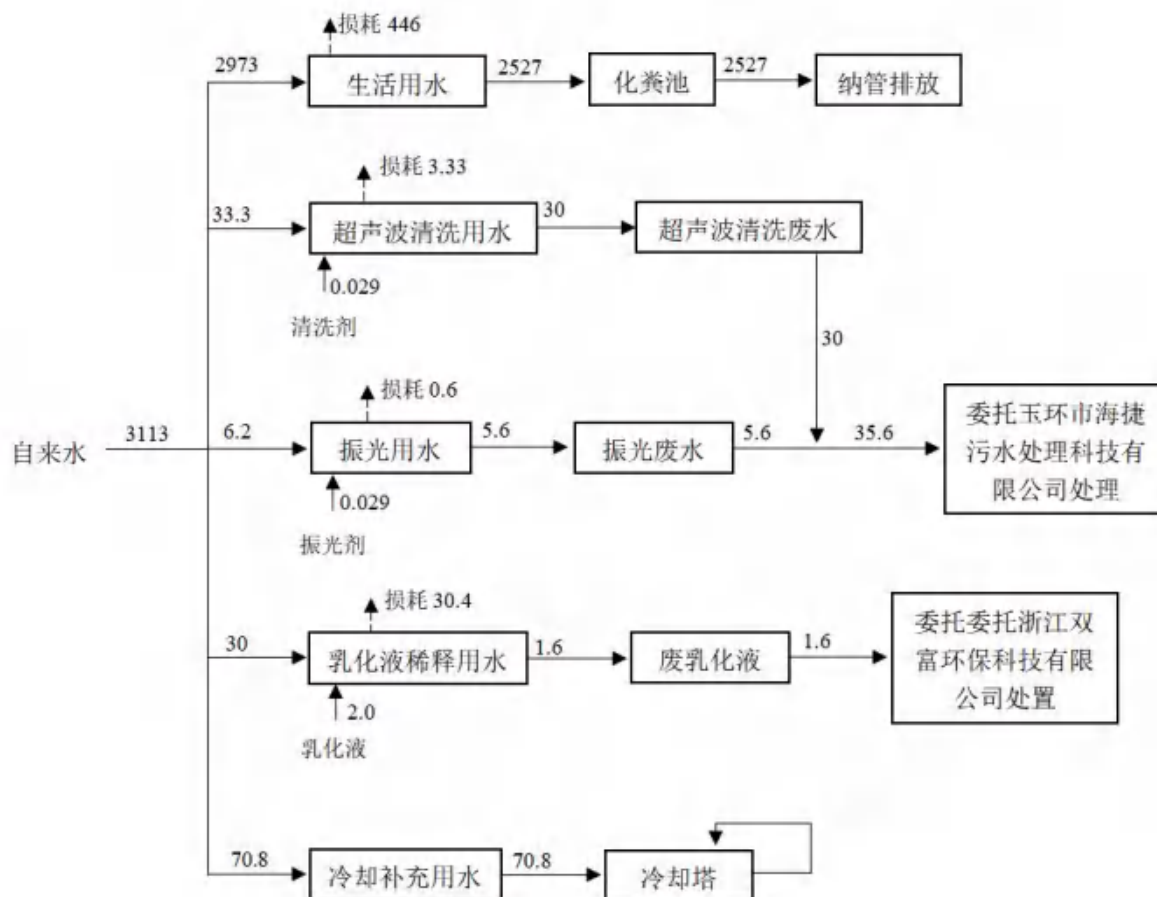 损耗 446
2973
生活用水
2527
化粪池
2527
纳管排放
损耗 3.33
33.3
超声波清洗用水
30
超声波清洗废水
0.029
清洗剂
30
损耗 0.6
自来水
3113
6.2
振光用水
5.6
振光废水
5.6
35.6
委托玉环市海捷
污水处理科技有
限公司处理
0.029
振光剂
损耗 30.4
30
乳化液稀释用水
1.6
废乳化液
1.6
委托委托浙江双
富环保科技有限
公司处置
2.0
乳化液
70.8
冷却补充用水
70.8
冷却塔